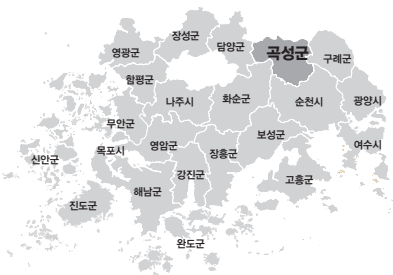 장성군
영광군
담양군
곡성군
구례군
함평군
나주시
화순군
순천시
광양시
무안군
보성군
여수시
신안군
목포시
영암군
장흥군
강진군
고흥군
해남군
진도군
완도군